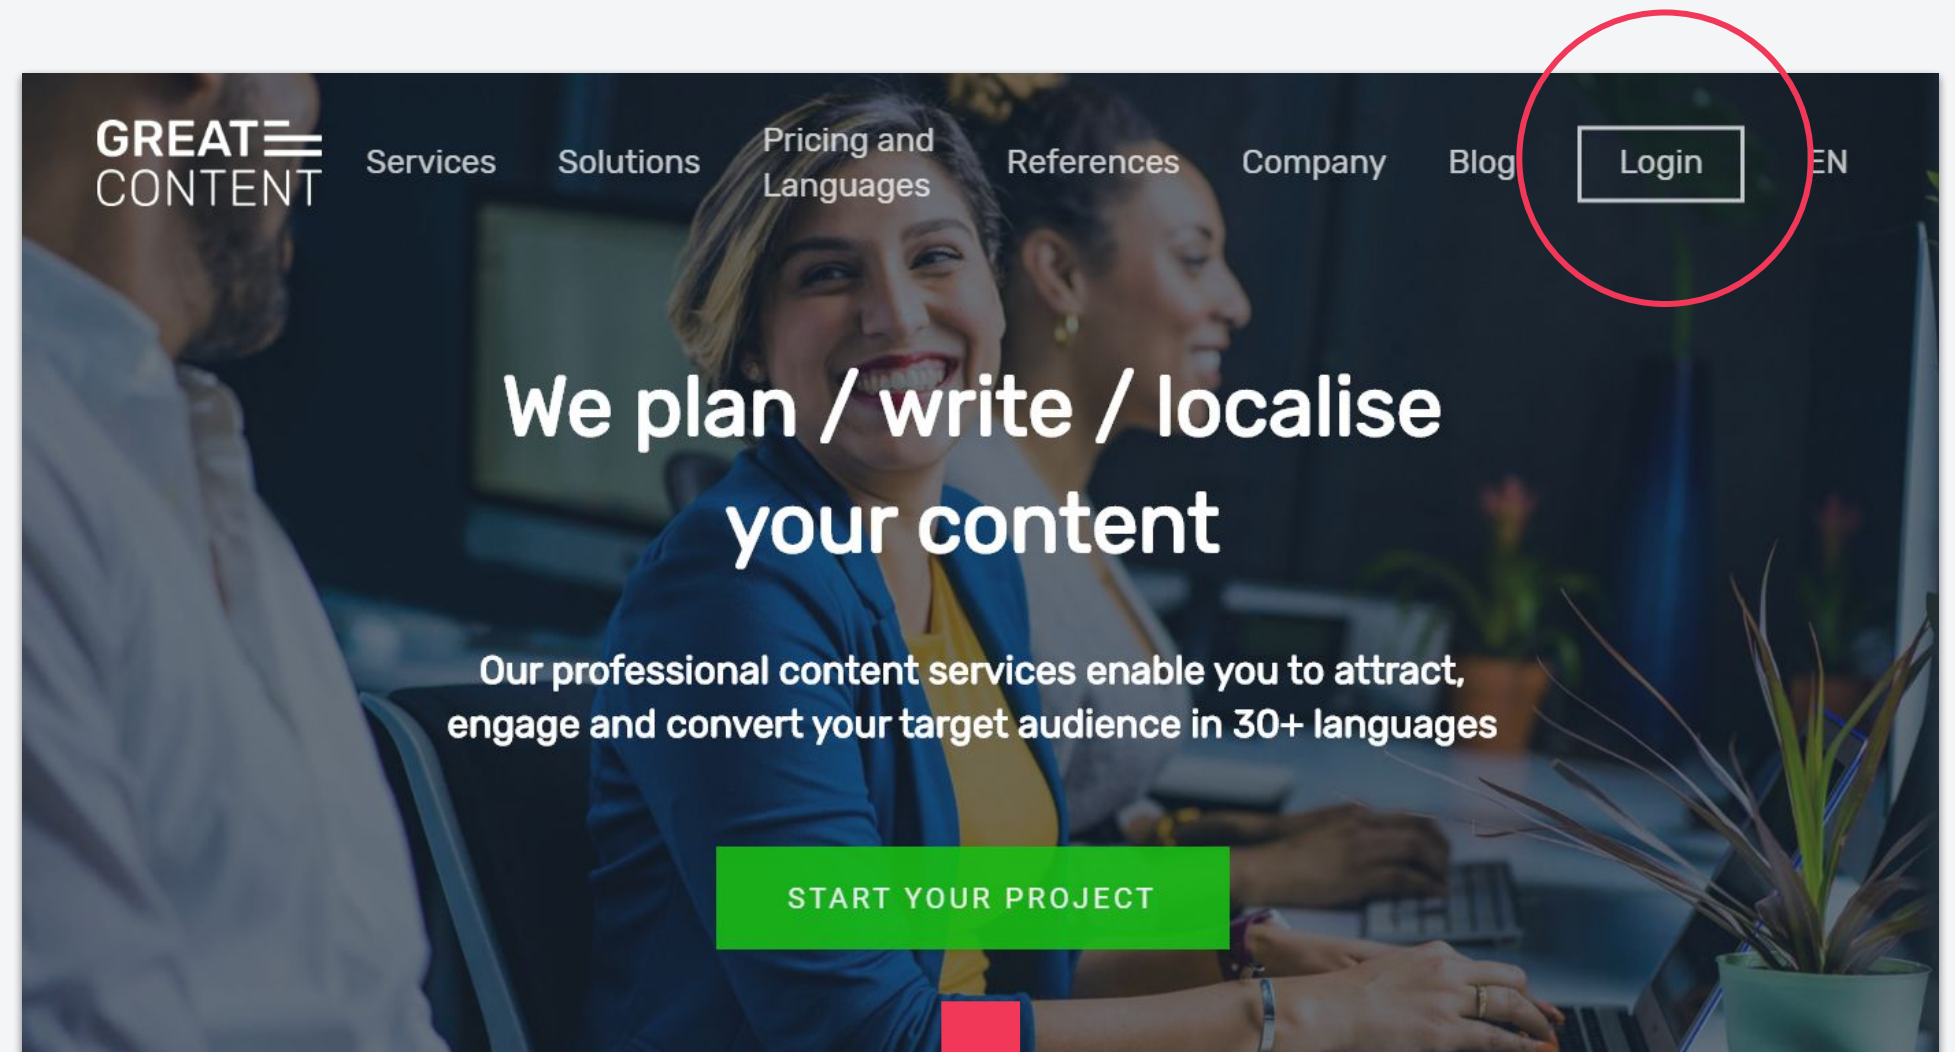 GREAT
CONTENT
Services
Solutions
Pricing and
Languages
References
Company
Blog
Login
EN
We plan / write / localise
your content
Our professional content services enable you to attract,
engage and convert your target audience in 30+ languages
START YOUR PROJECT